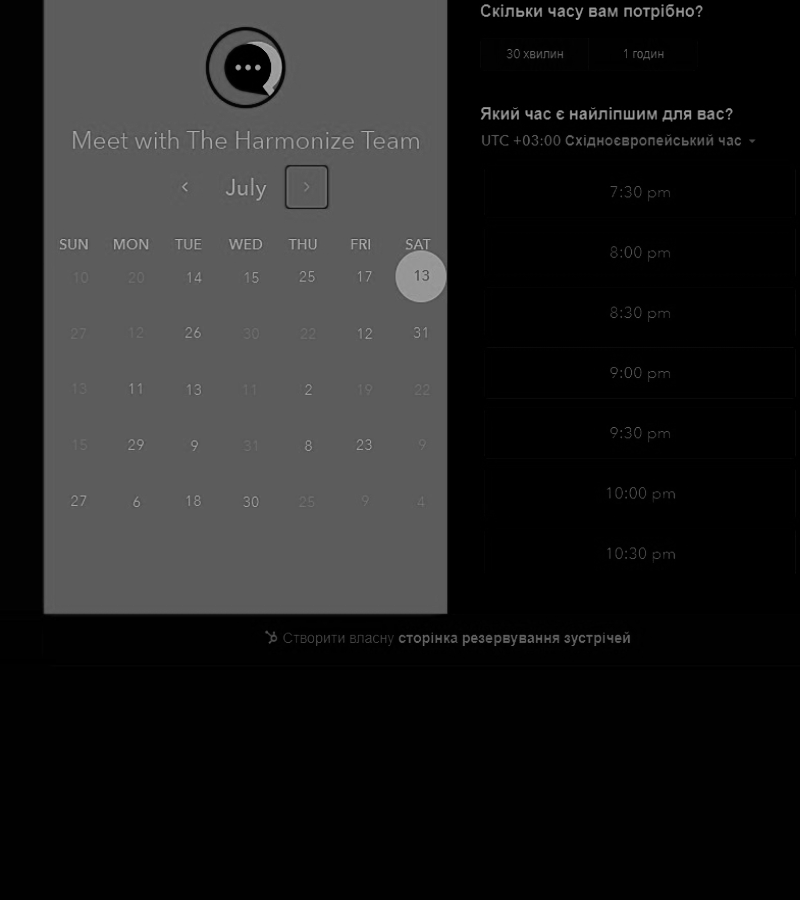 Meet with The Harmonize Team
July
SUN MON TUE WED THU FRI SAT
10 20 14 15 25 17 13
27 12 26 30 22 12 31
13 11 13 11 2 19 22
15 29 9 31 8 23 9
27 6 18 30 25 9 4
Скільки часу вам потрібно?
30 хвилин 1 годин
Який час є найліпшим для вас?
UTC +03:00 Східноєвропейський час
7:30 pm
8:00 pm
8:30 pm
9:00 pm
9:30 pm
10:00 pm
10:30 pm
Створити власну сторінка резервування зустрічей